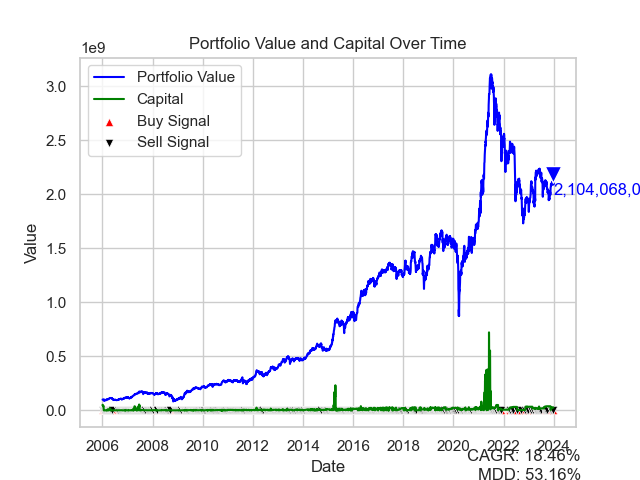 Portfolio Value and Capital Over Time
1e9
Portfolio Value
Capital
Buy Signal
Sell Signal
3.0
2.5
2.0
1.5
1.0
0.5
0.0
Value
2,104,068,0
2006 2008 2010 2012 2014 2016 2018 2020 2022 2024
Date
CAGR: 18.46%
MDD: 53.16%